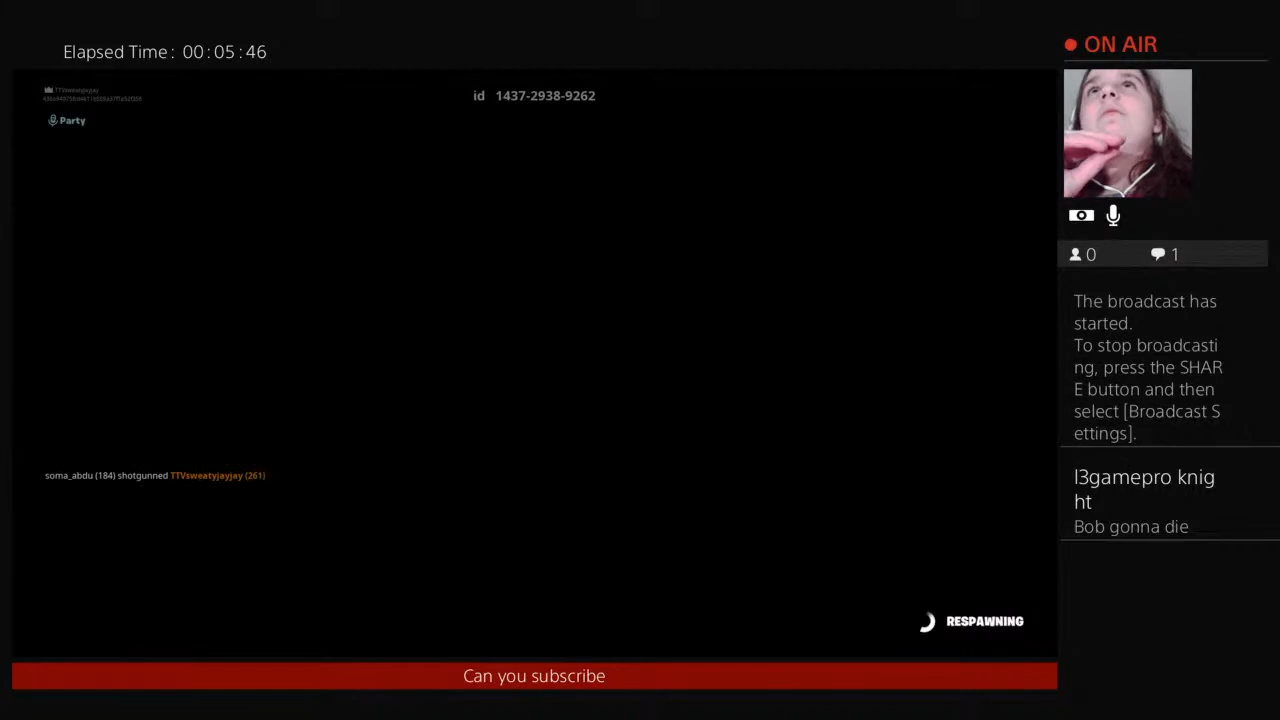 Elapsed Time: 00:05:46
ON AIR
TTVsweatyjayjay
id 1437-2938-9262
Party
0
1
The broadcast has
started.
To stop broadcasti
ng, press the SHAR
E button and then
select [Broadcast S
ettings].
l3gamepro knig
ht
Bob gonna die
soma_abdu (184) shotgunned TTVsweatyjayjay (261)
RESPAWNING
Can you subscribe